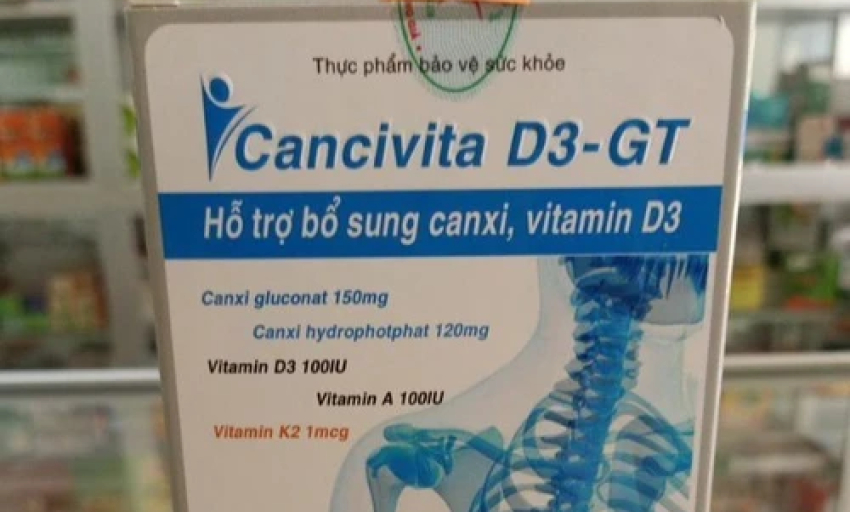 Thực phẩm bảo vệ sức khỏe
Cancivita D3-GT
Hỗ trợ bổ sung canxi, vitamin D3
Canxi gluconat 150mg
Canxi hydrophotphat 120mg
Vitamin D3 100IU
Vitamin A 100IU
Vitamin K2 1mcg